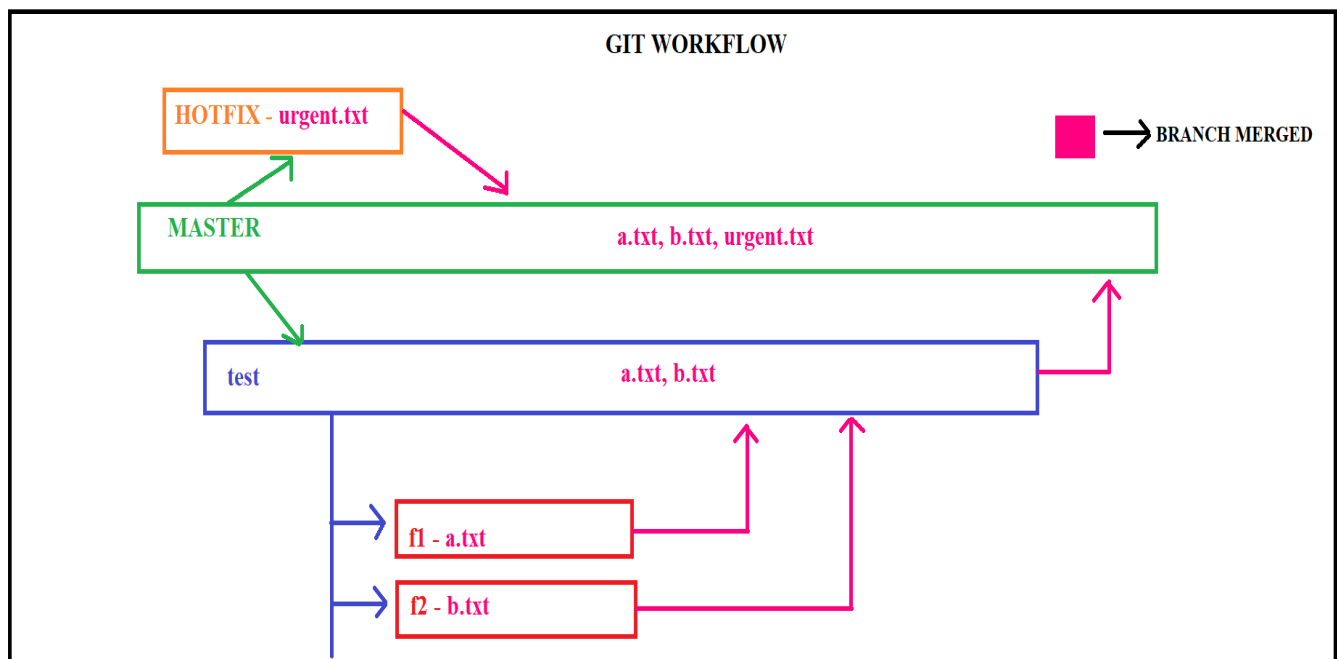 GIT WORKFLOW
HOTFIX - urgent.txt
BRANCH MERGED
MASTER
a.txt, b.txt, urgent.txt
test
a.txt, b.txt
f1 - a.txt
f2 - b.txt